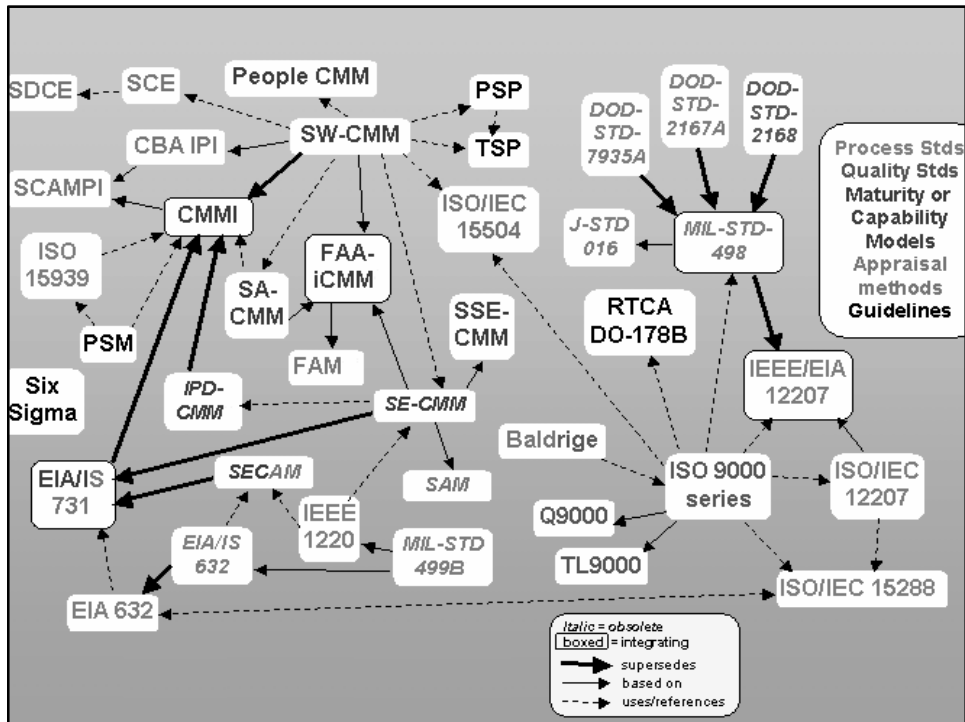 People CMM
SDCE
SCE
PSP
SW-CMM
TSP
CBA IPI
SCAMPI
CMMI
ISO
15939
PSM
SA-
CMM
FAA-
iCMM
FAM
ISO/IEC
15504
SSE-
CMM
Six
Sigma
IPD-
CMM
SE-CMM
EIA/IS
731
SECAM
SAM
IEEE
1220
EIA/IS
632
MIL-STD
499B
EIA 632
DOD-
STD-
7935A
DOD-
STD-
2167A
DOD-
STD-
2168
J-STD
016
MIL-STD-
498
RTCA
DO-178B
IEEE/EIA
12207
Baldrige
ISO 9000
series
ISO/IEC
12207
Q9000
TL9000
ISO/IEC 15288
Process Stds
Quality Stds
Maturity or
Capability
Models
Appraisal
methods
Guidelines
Italic = obsolete
boxed = integrating
supersedes
based on
uses/references